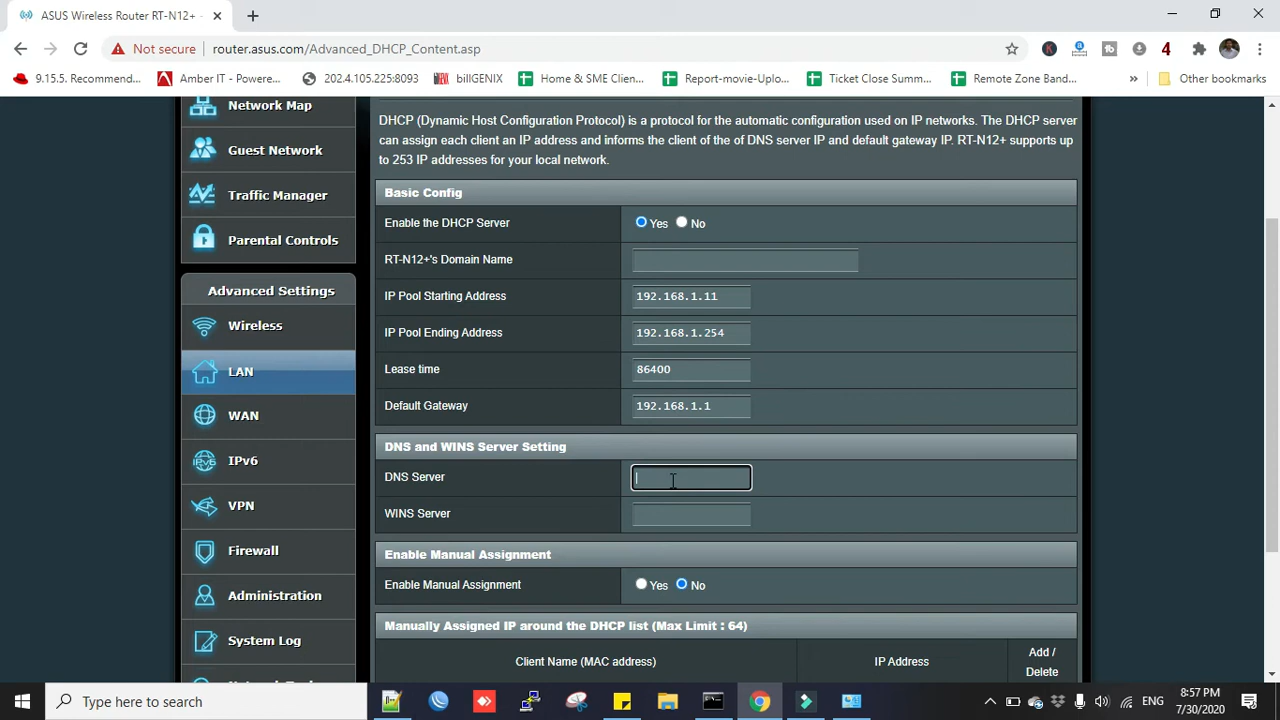 ASUS Wireless Router RT-N12+ -
Not secure router.asus.com/Advanced_DHCP_Content.asp
9.15.5. Recommend... Amber IT - Powere... 202.4.105.225:8093 billGENIX Home & SME Clien... Report-movie-Uplo... Ticket Close Summ... Remote Zone Band... » Other bookmarks
Network Map
Guest Network
Traffic Manager
Parental Controls
Advanced Settings
Wireless
LAN
WAN
IPv6
VPN
Firewall
Administration
System Log
DHCP (Dynamic Host Configuration Protocol) is a protocol for the automatic configuration used on IP networks. The DHCP server
can assign each client an IP address and informs the client of the of DNS server IP and default gateway IP. RT-N12+ supports up
to 253 IP addresses for your local network.
Basic Config
Enable the DHCP Server Yes No
RT-N12+'s Domain Name
IP Pool Starting Address 192.168.1.11
IP Pool Ending Address 192.168.1.254
Lease time 86400
Default Gateway 192.168.1.1
DNS and WINS Server Setting
DNS Server
WINS Server
Enable Manual Assignment
Enable Manual Assignment Yes No
Manually Assigned IP around the DHCP list (Max Limit : 64)
Client Name (MAC address) IP Address Add /
Delete
Type here to search
ENG
8:57 PM
7/30/2020